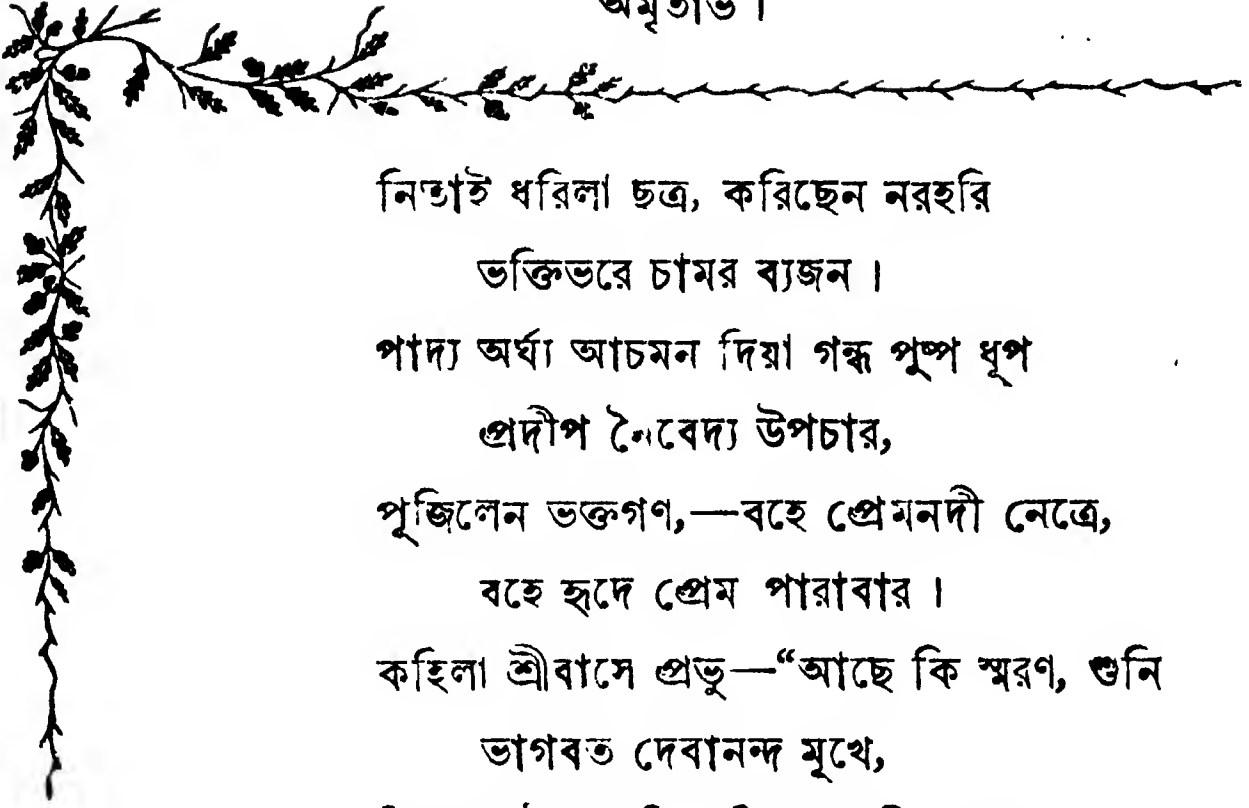 অমৃতাভ ।
নিতাই ধরিলা ছত্র, করিছেন নরহরি
ভক্তিভরে চামর ব্যজন ।
পাদ্য অর্ঘ্য আচমন দিয়া গন্ধ পুষ্প ধূপ
প্রদীপ নৈবেদ্য উপচার,
পূজিলেন ভক্তগণ,—বহে প্রেমনদী নেত্রে,
বহে হৃদে প্রেম পারাবার ।
কহিলা শ্রীবাসে প্রভু—“আছে কি স্মরণ, শুনি
ভাগবত দেবানন্দ মুখে,